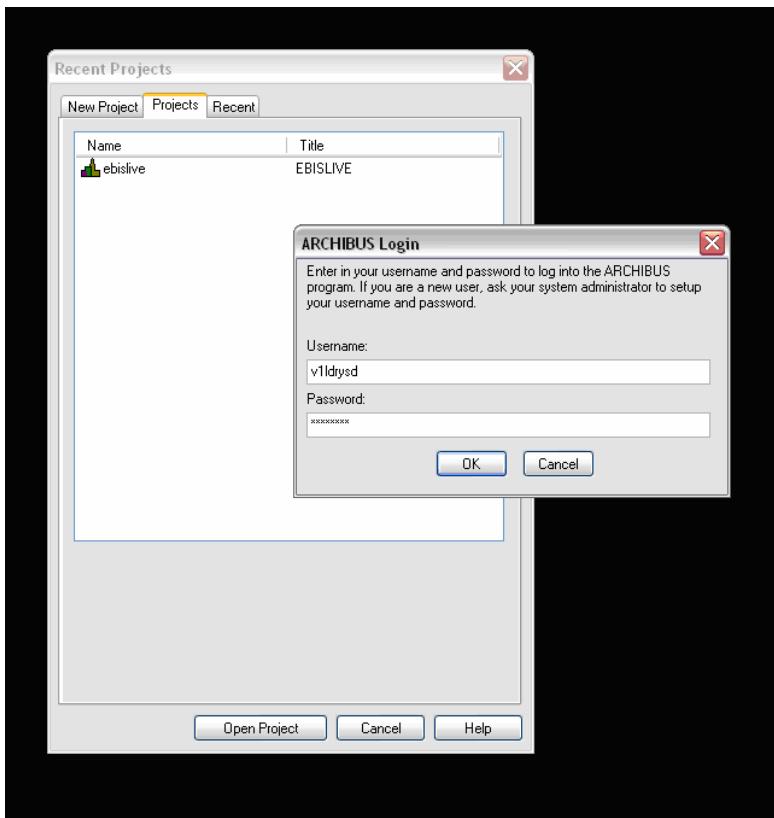 Recent Projects
New Project Projects Recent
Name Title
ebislive EBISLIVE
ARCHIBUS Login
Enter in your username and password to log into the ARCHIBUS
program. If you are a new user, ask your system administrator to setup
your username and password.
Username:
v1ldrysd
Password:
xxxxxxxx
OK Cancel
Open Project Cancel Help